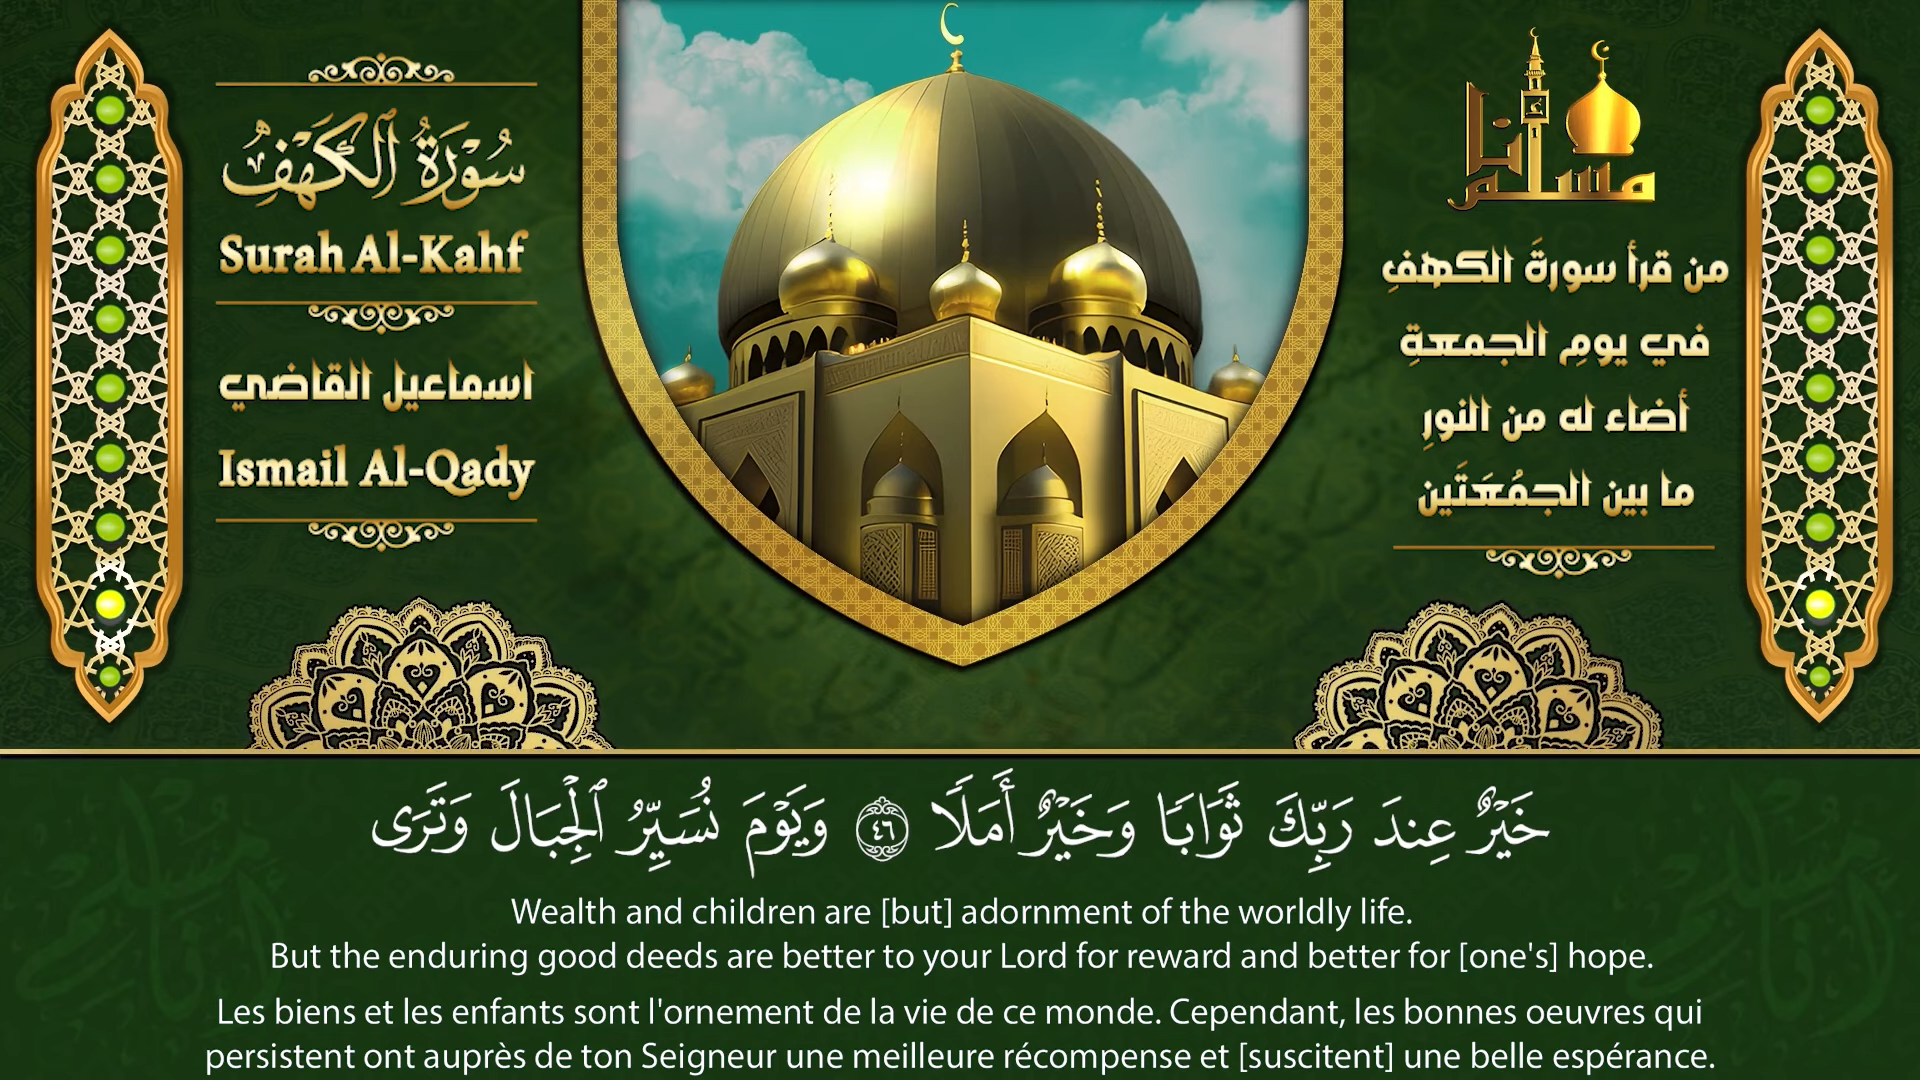 سُورَةُ ٱلْكَهْفِ
Surah Al-Kahf
اسماعيل القاضي
Ismail Al-Qady
أنا
مسلم
من قرأ سورةَ الكهفِ
في يومِ الجمعةِ
أضاء له من النورِ
ما بين الجمُعَتَين
خَيْرٌ عِندَ رَبِّكَ ثَوَابًا وَخَيْرٌ أَمَلًا ٤٦ وَيَوْمَ نُسَيِّرُ ٱلْجِبَالَ وَتَرَى
Wealth and children are [but] adornment of the worldly life.
But the enduring good deeds are better to your Lord for reward and better for [one's] hope.
Les biens et les enfants sont l'ornement de la vie de ce monde. Cependant, les bonnes oeuvres qui
persistent ont auprès de ton Seigneur une meilleure récompense et [suscitent] une belle espérance.